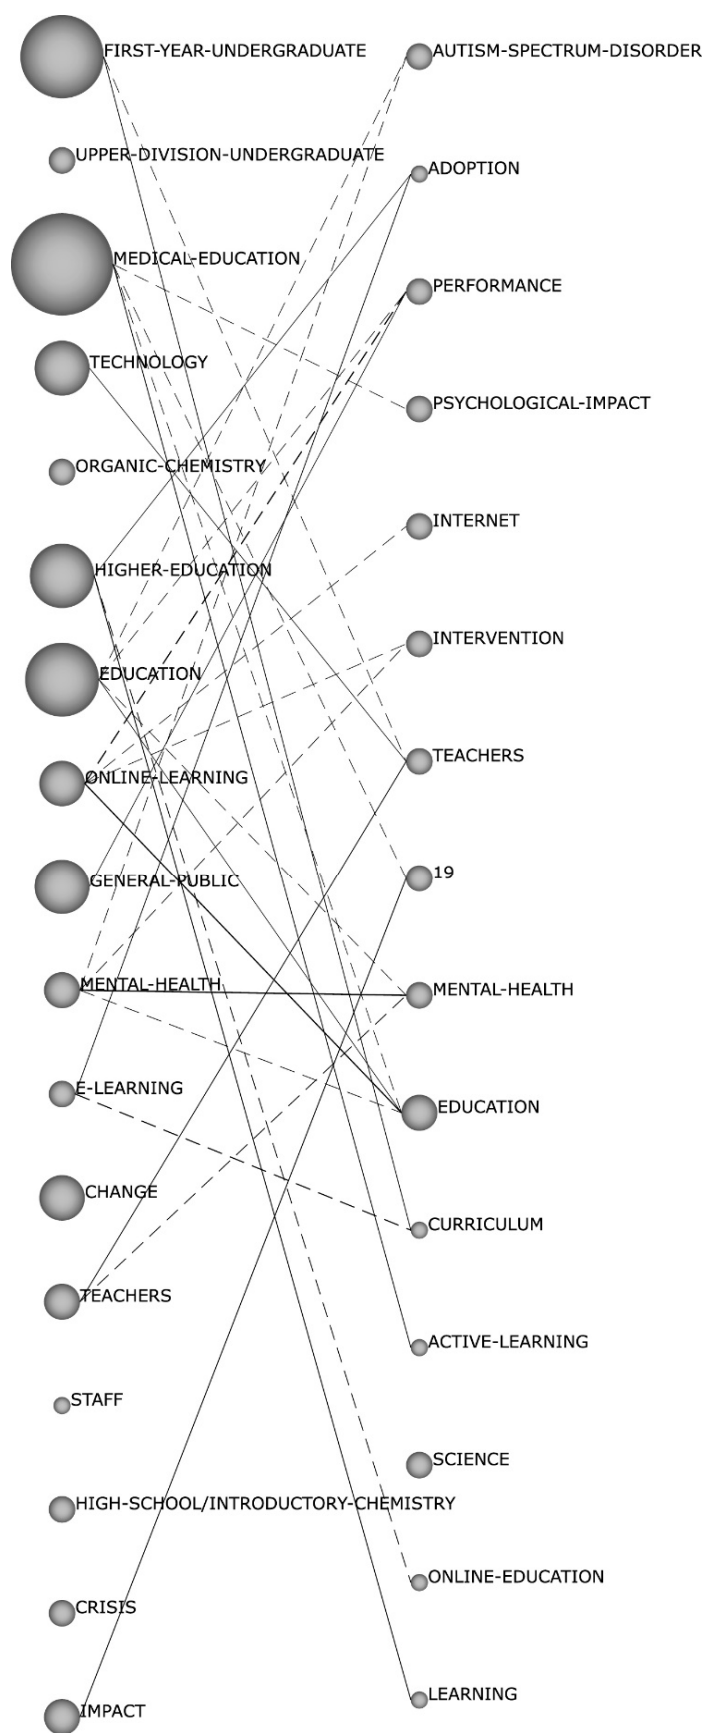 FIRST-YEAR-UNDERGRADUATE
UPPER-DIVISION-UNDERGRADUATE
MEDICAL-EDUCATION
TECHNOLOGY
ORGANIC-CHEMISTRY
HIGHER-EDUCATION
EDUCATION
ONLINE-LEARNING
GENERAL-PUBLIC
MENTAL-HEALTH
E-LEARNING
CHANGE
TEACHERS
STAFF
HIGH-SCHOOL/INTRODUCTORY-CHEMISTRY
CRISIS
IMPACT
AUTISM-SPECTRUM-DISORDER
ADOPTION
PERFORMANCE
PSYCHOLOGICAL-IMPACT
INTERNET
INTERVENTION
TEACHERS
19
MENTAL-HEALTH
EDUCATION
CURRICULUM
ACTIVE-LEARNING
SCIENCE
ONLINE-EDUCATION
LEARNING